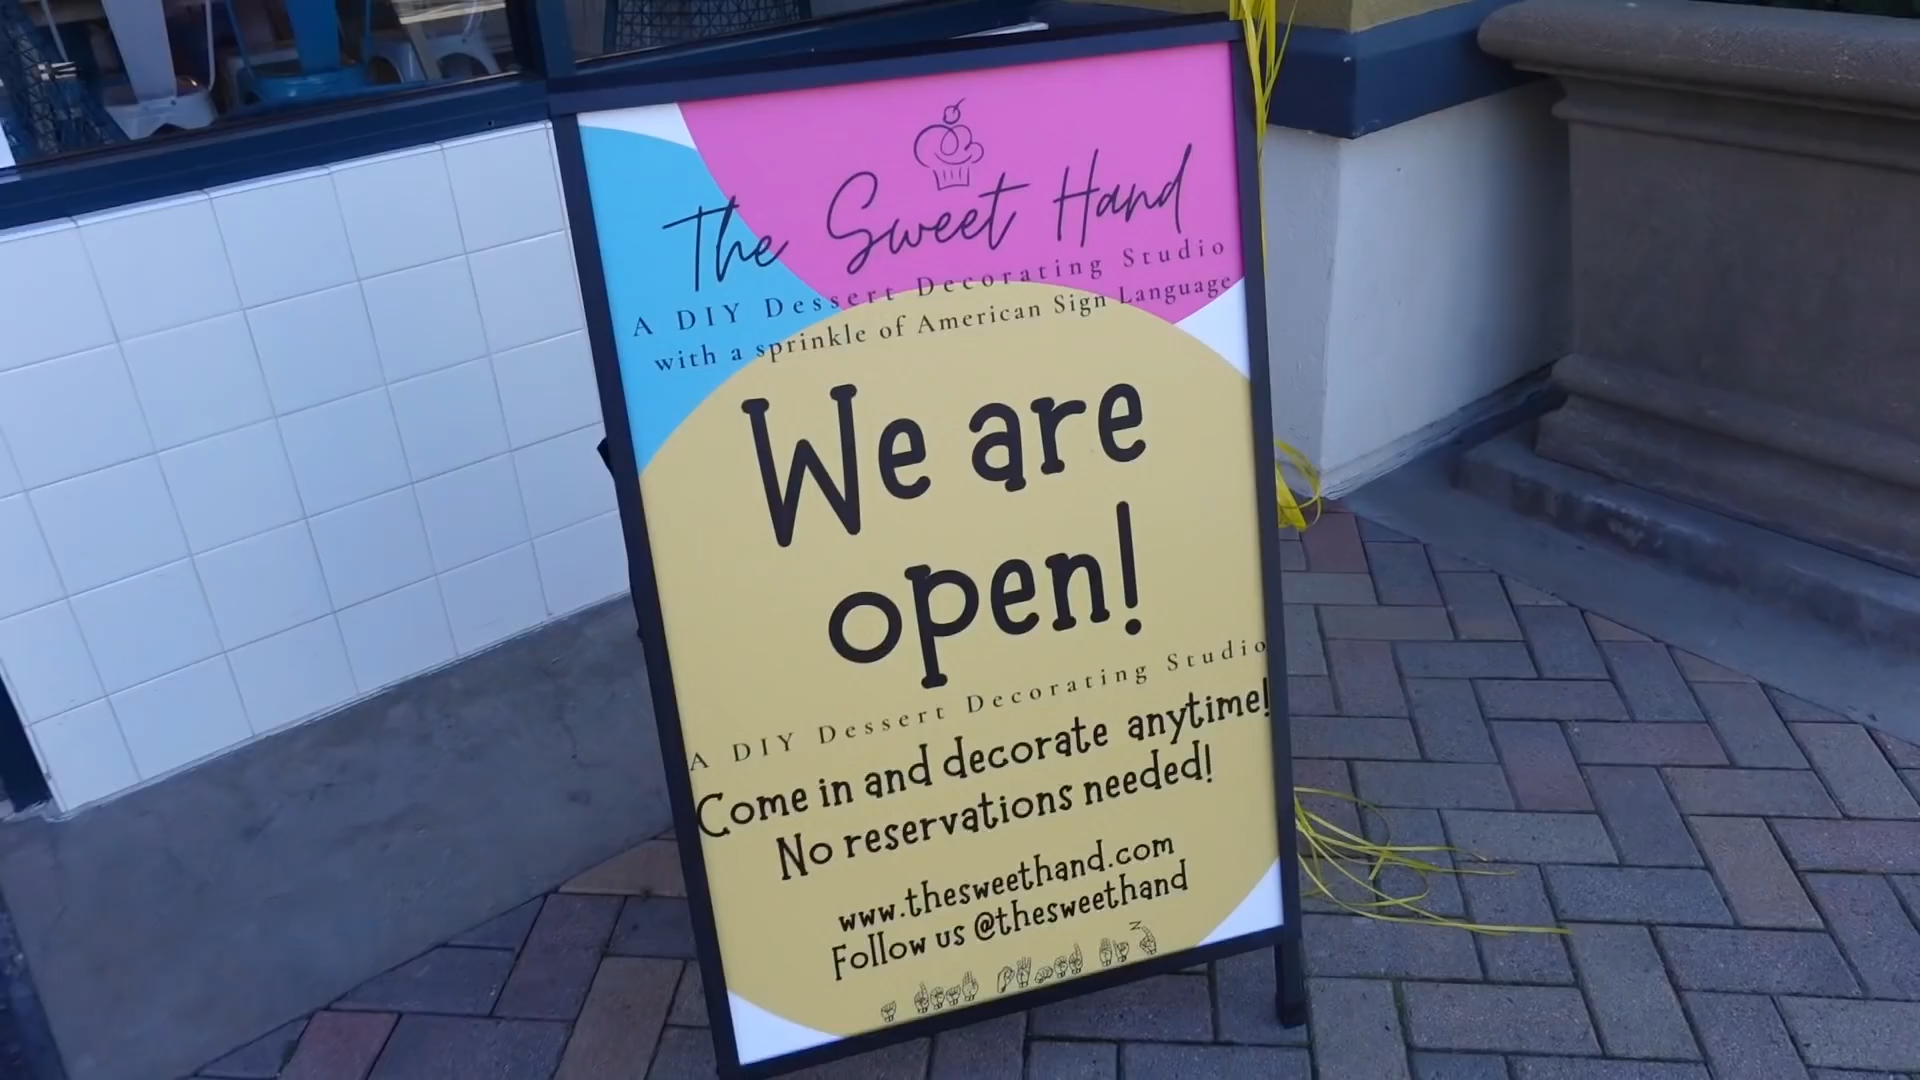 The Sweet Hand
A DIY Dessert Decorating Studio
with a sprinkle of American Sign Language
We are
open!
A DIY Dessert Decorating Studio
Come in and decorate anytime!
No reservations needed!
www.thesweethand.com
Follow us @thesweethand